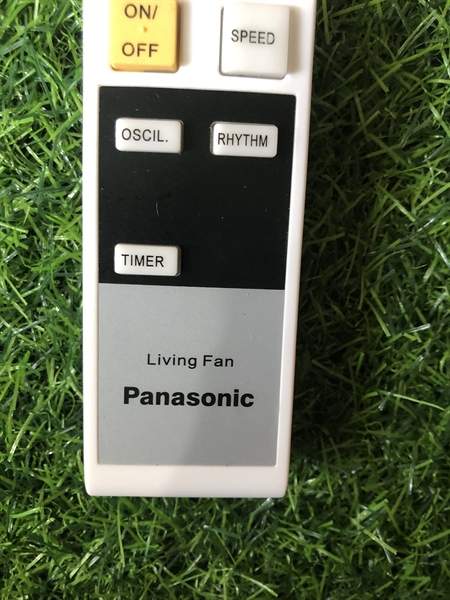 ON/
OFF
SPEED
OSCIL.
RHYTHM
TIMER
Living Fan
Panasonic